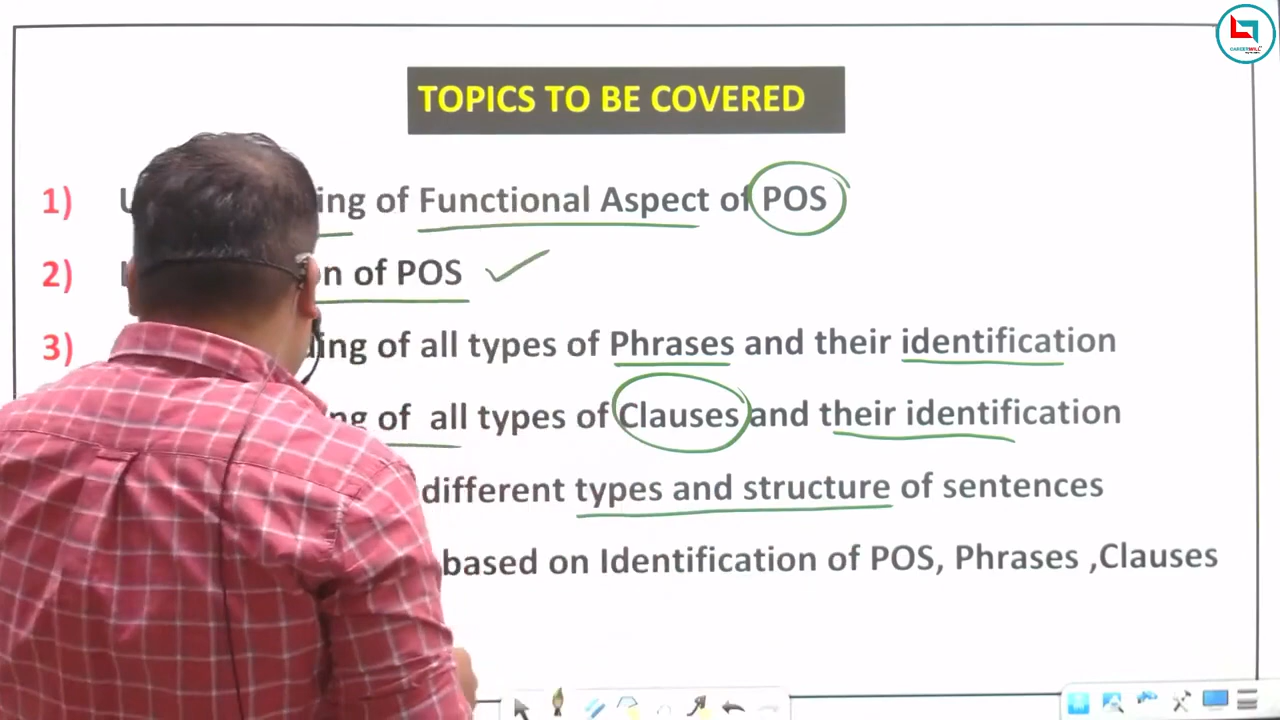 CAREERWILL
TOPICS TO BE COVERED
1) ing of Functional Aspect of POS
2) on of POS
3) ing of all types of Phrases and their identification
ng of all types of Clauses and their identification
different types and structure of sentences
based on Identification of POS, Phrases ,Clauses